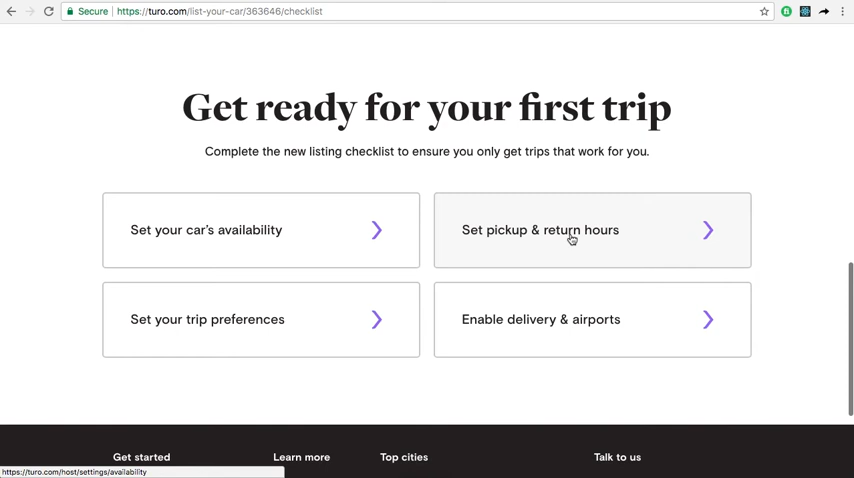 Secure https://turo.com/list-your-car/363646/checklist
Get ready for your first trip
Complete the new listing checklist to ensure you only get trips that work for you.
Set your car's availability
Set pickup & return hours
Set your trip preferences
Enable delivery & airports
Get started
Learn more
Top cities
Talk to us
https://turo.com/host/settings/availability